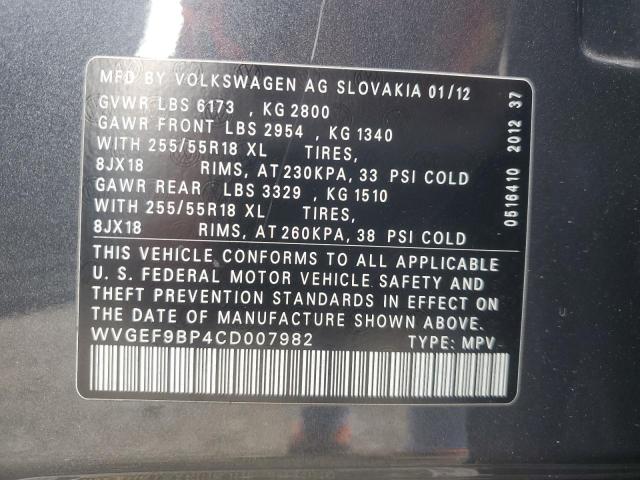 MFD BY VOLKSWAGEN AG SLOVAKIA 01/12
GVWR LBS 6173 , KG 2800
GAWR FRONT LBS 2954 , KG 1340
WITH 255/55R18 XL TIRES,
8JX18 RIMS, AT 230KPA, 33 PSI COLD
GAWR REAR LBS 3329 , KG 1510
WITH 255/55R18 XL TIRES,
8JX18 RIMS, AT 260KPA, 38 PSI COLD
THIS VEHICLE CONFORMS TO ALL APPLICABLE
U. S. FEDERAL MOTOR VEHICLE SAFETY AND
THEFT PREVENTION STANDARDS IN EFFECT ON
THE DATE OF MANUFACTURE SHOWN ABOVE.
WVGEF9BP4CD007982 TYPE: MPV
0516410 2012 37